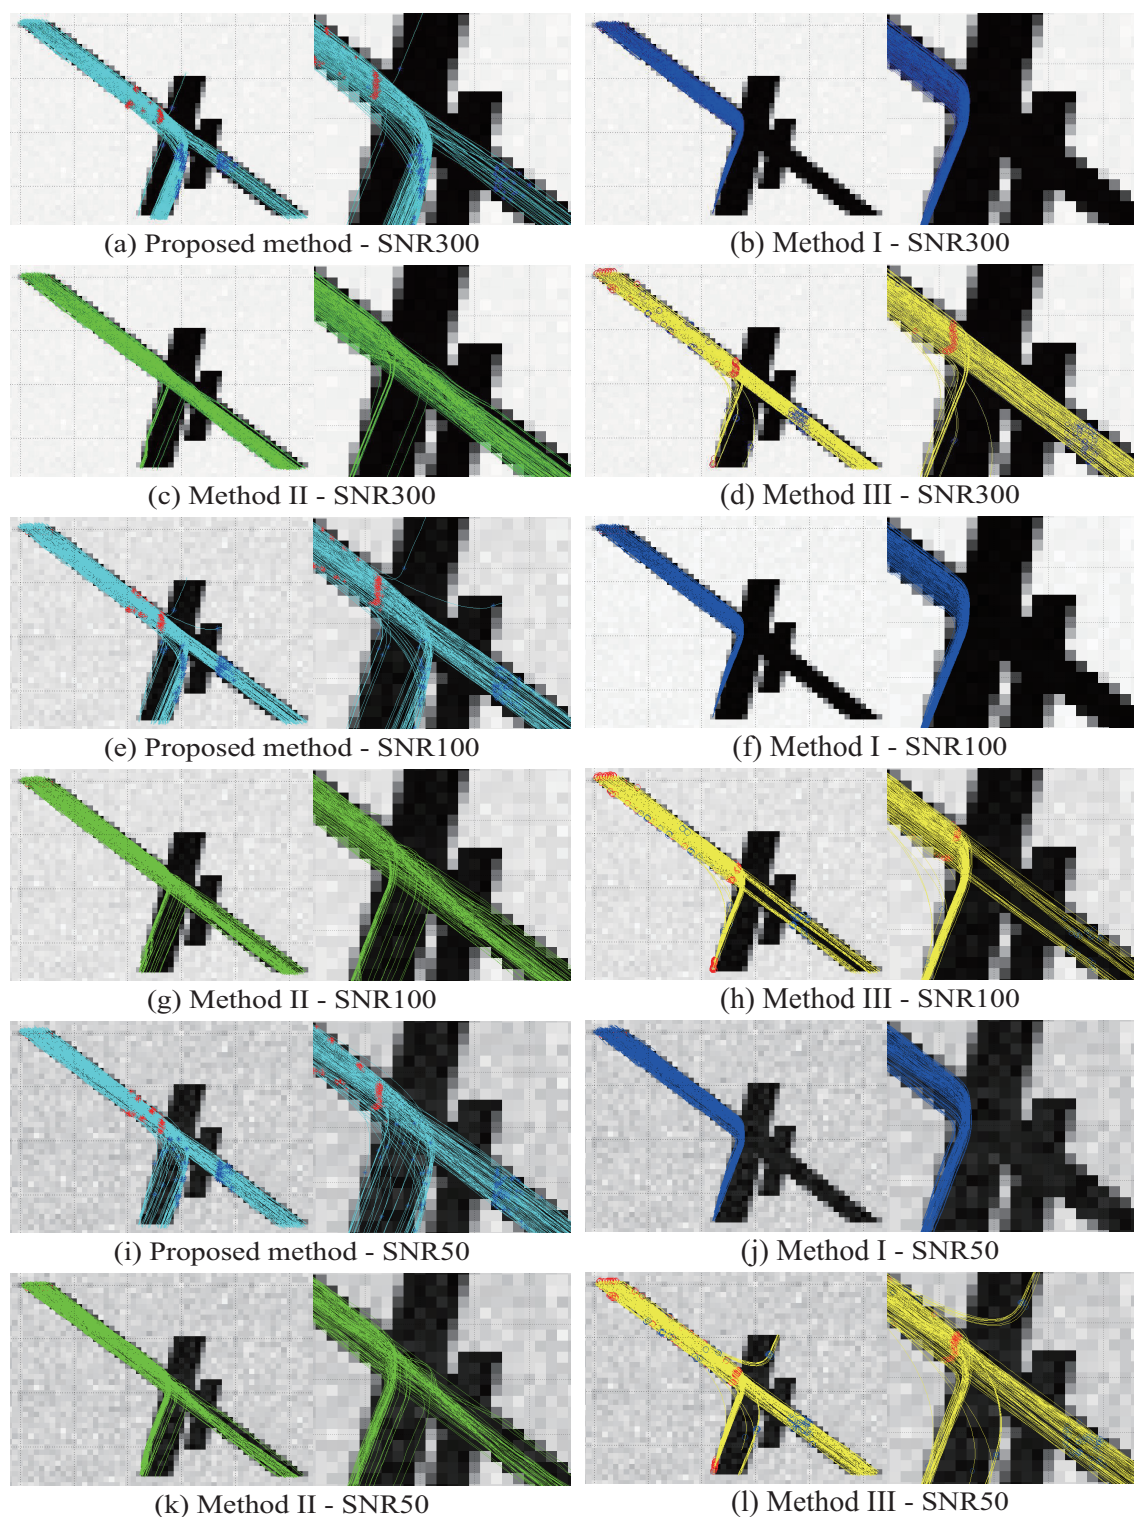 (a) Proposed method - SNR300
(b) Method I - SNR300
(c) Method II - SNR300
(d) Method III - SNR300
(e) Proposed method - SNR100
(f) Method I - SNR100
(g) Method II - SNR100
(h) Method III - SNR100
(i) Proposed method - SNR50
(j) Method I - SNR50
(k) Method II - SNR50
(l) Method III - SNR50